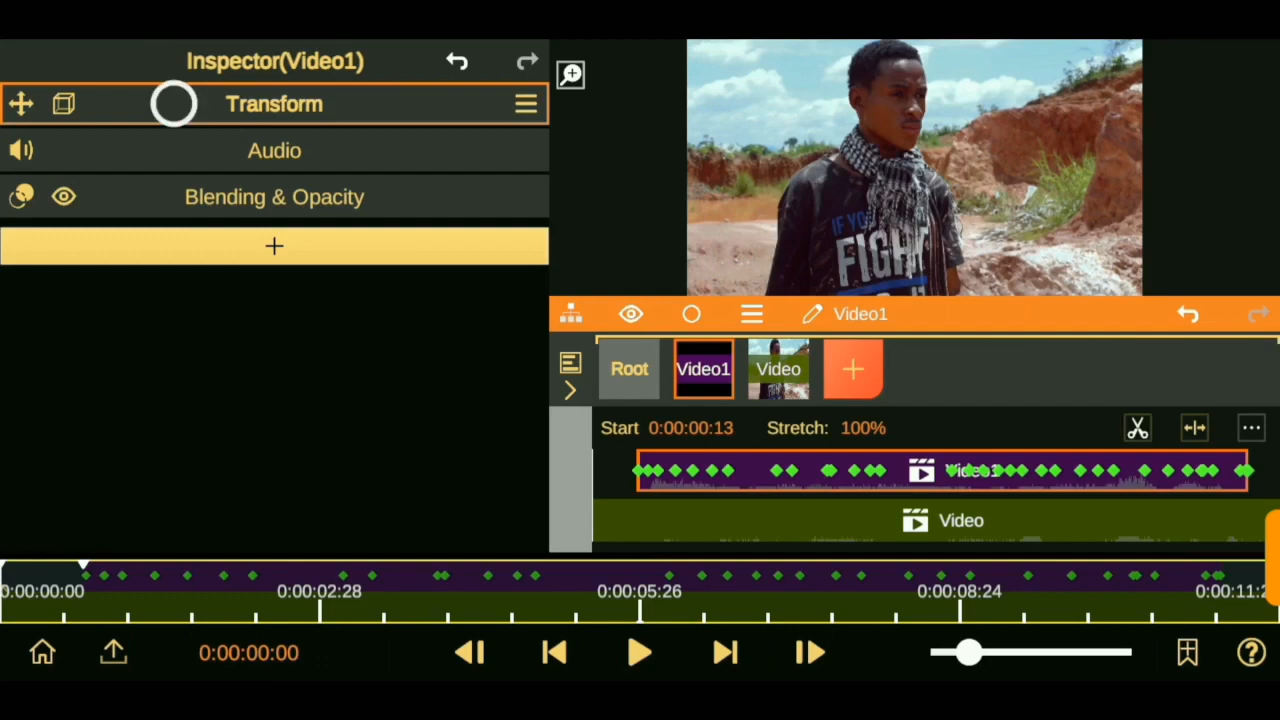 Inspector(Video1)
Transform
Audio
Blending & Opacity
+
IF YO
FIGHT
Video1
Root
Video1
Video
+
Start 0:00:00:13 Stretch: 100%
Video1
Video
0:00:00:00 0:00:02:28 0:00:05:26 0:00:08:24 0:00:11:2
0:00:00:00